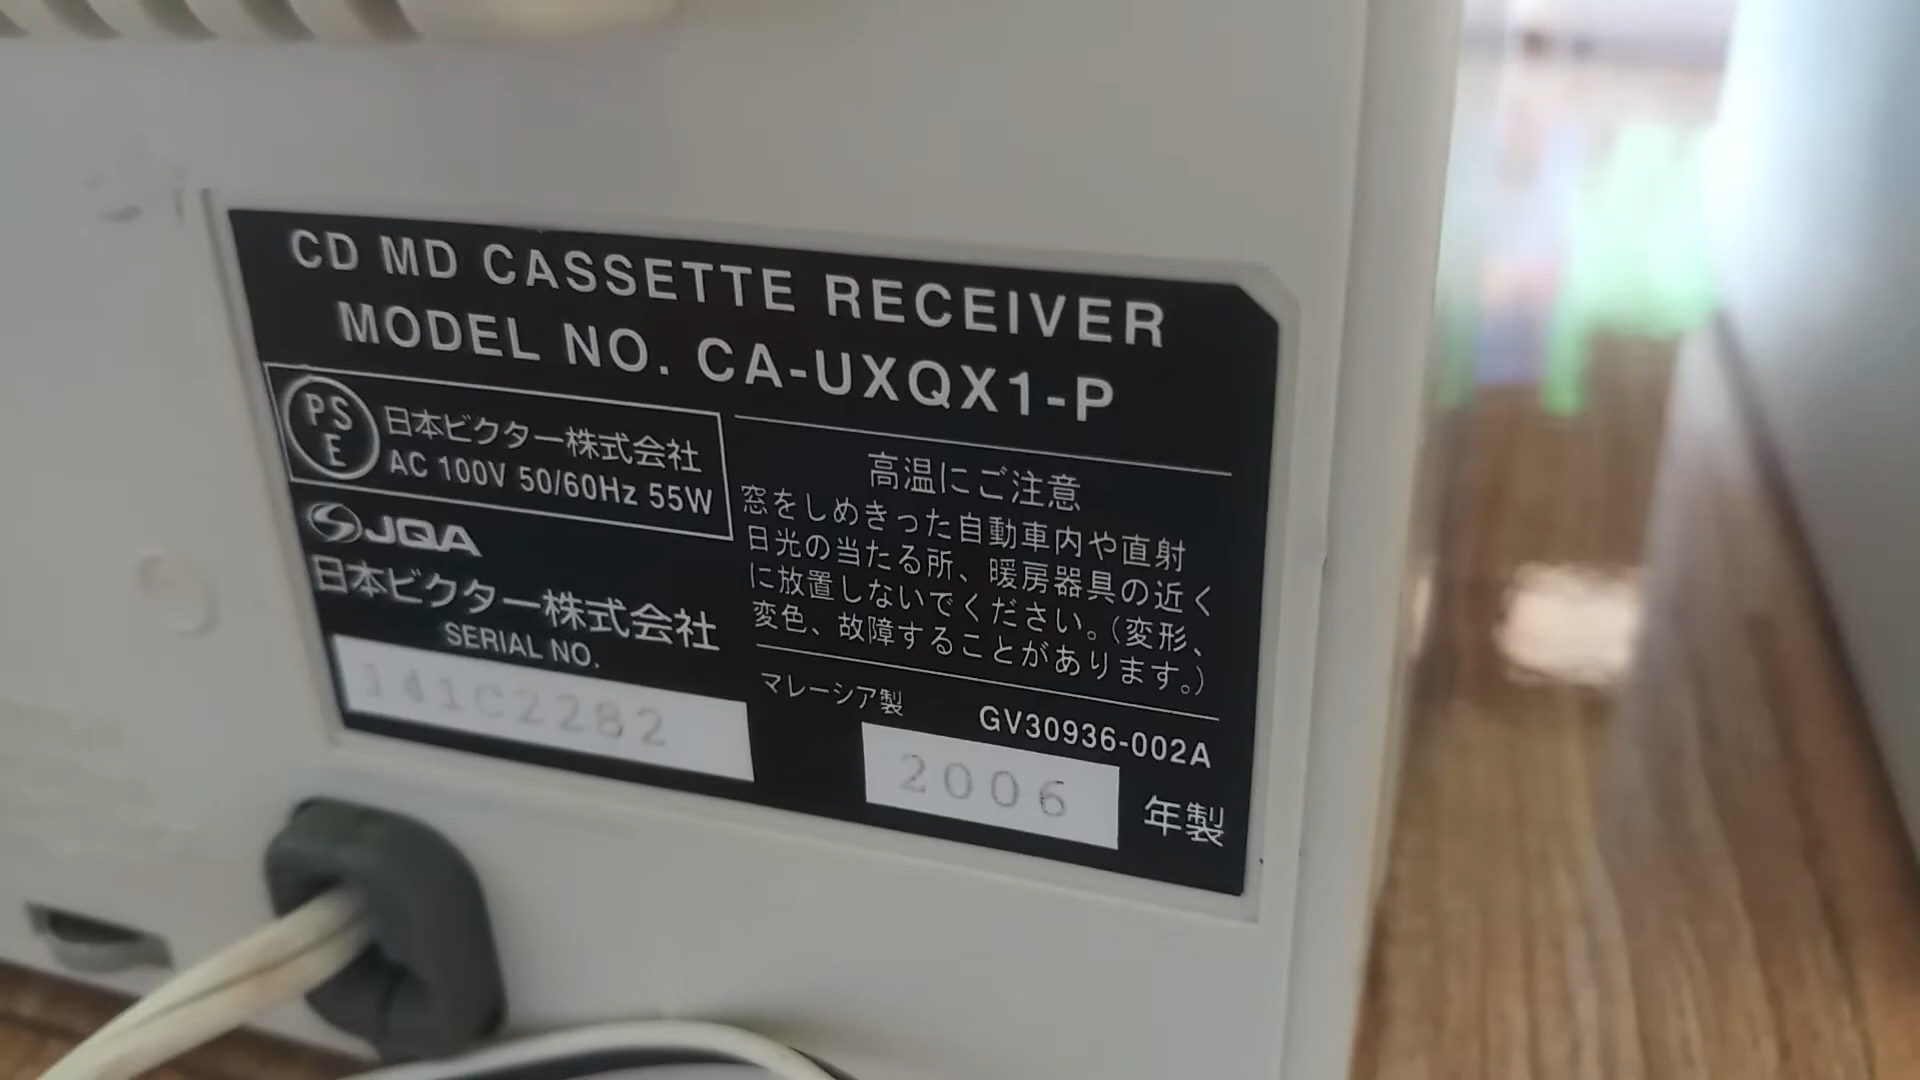 CD MD CASSETTE RECEIVER
MODEL NO. CA-UXQX1-P
PS
E
日本ビクター株式会社
AC 100V 50/60Hz 55W
JQA
日本ビクター株式会社
SERIAL NO.
141C2282
高温にご注意
窓をしめきった自動車内や直射
日光の当たる所、暖房器具の近く
に放置しないでください。(変形、
変色、故障することがあります。)
マレーシア製
GV30936-002A
2006 年製